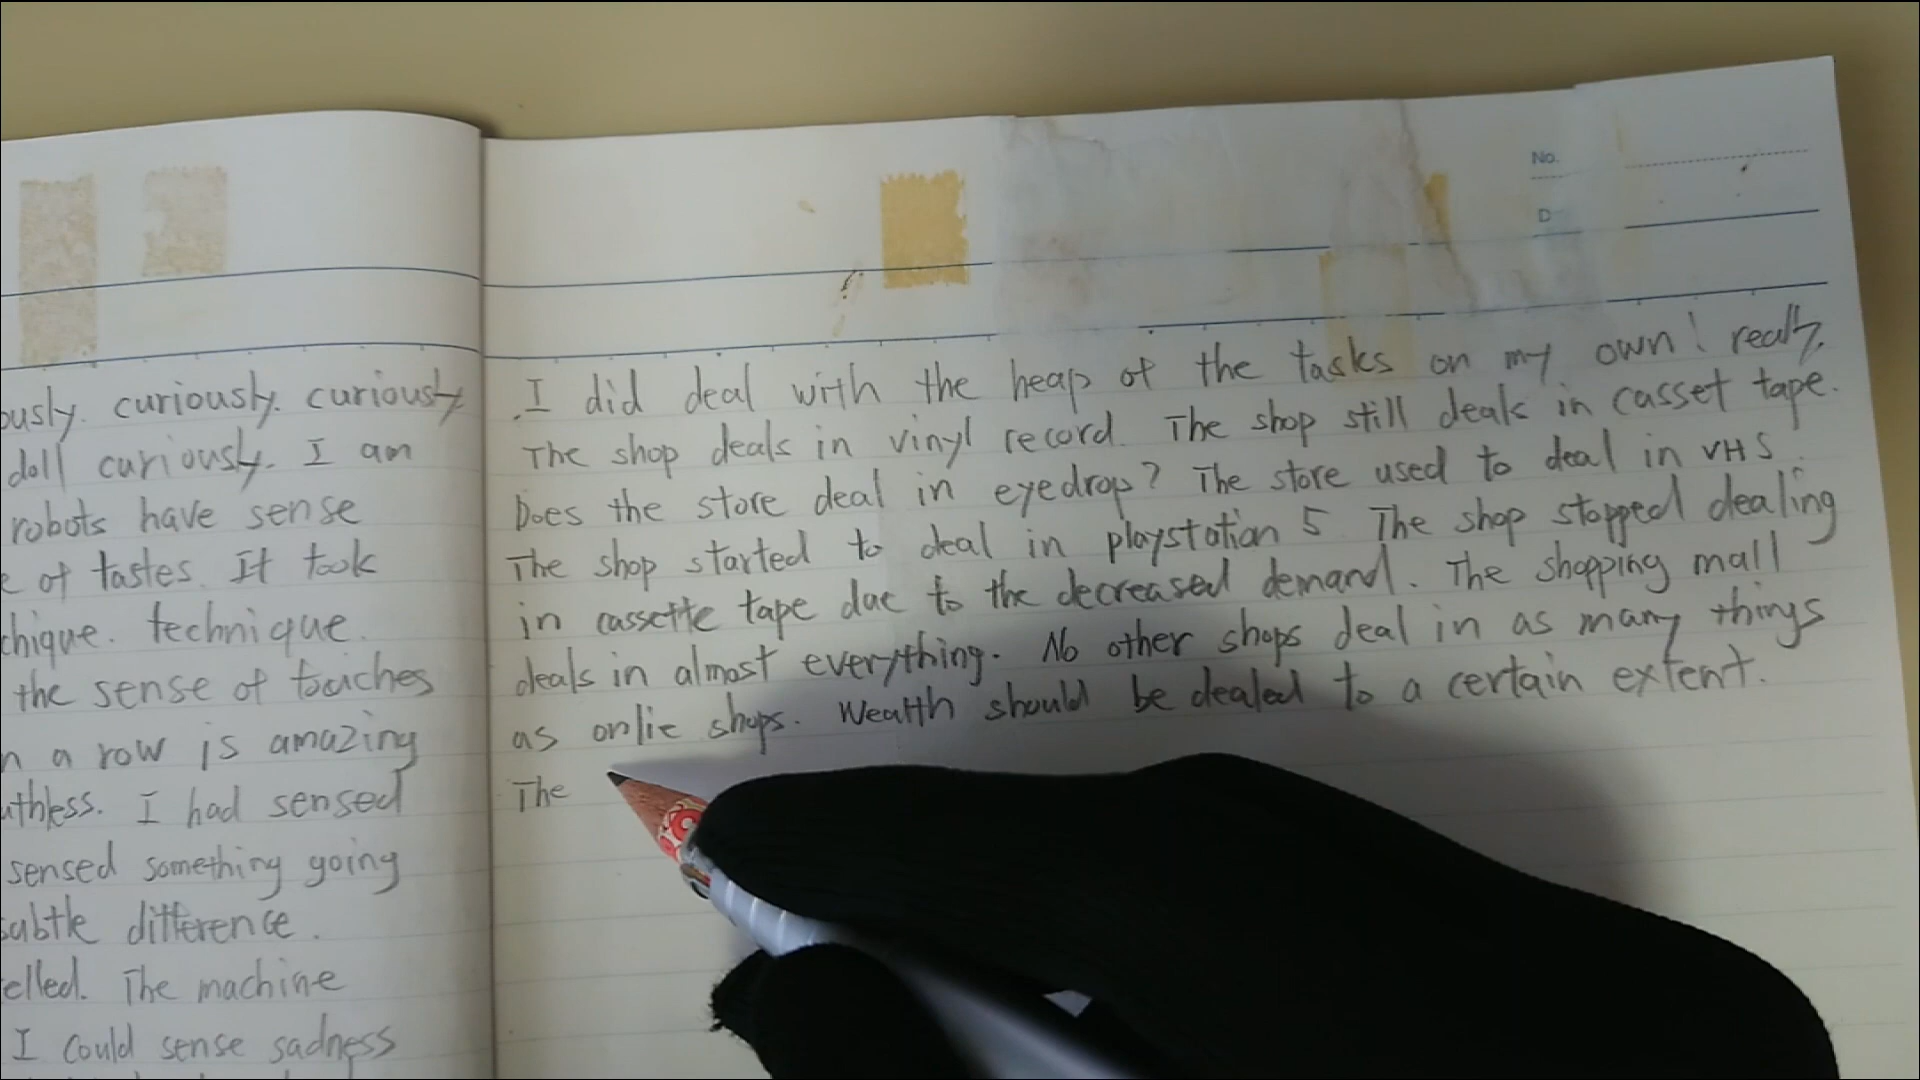 ously. curiously. curiously
doll curiously. I am
robots have sense
e of tastes. It took
chique. technique.
the sense of touches
n a row is amazing
uthless. I had sensed
sensed something going
subtle difference.
elled. The machine
I could sense sadness
No.
D
I did deal with the heap of the tasks on my own! really.
The shop deals in vinyl record. The shop still deals in casset tape.
Does the store deal in eyedrop? The store used to deal in VHS.
The shop started to deal in playstation 5. The shop stopped dealing
in cassette tape due to the decreased demand. The shopping mall
deals in almost everything. No other shops deal in as many things
as onlie shops. Wealth should be dealed to a certain extent.
The